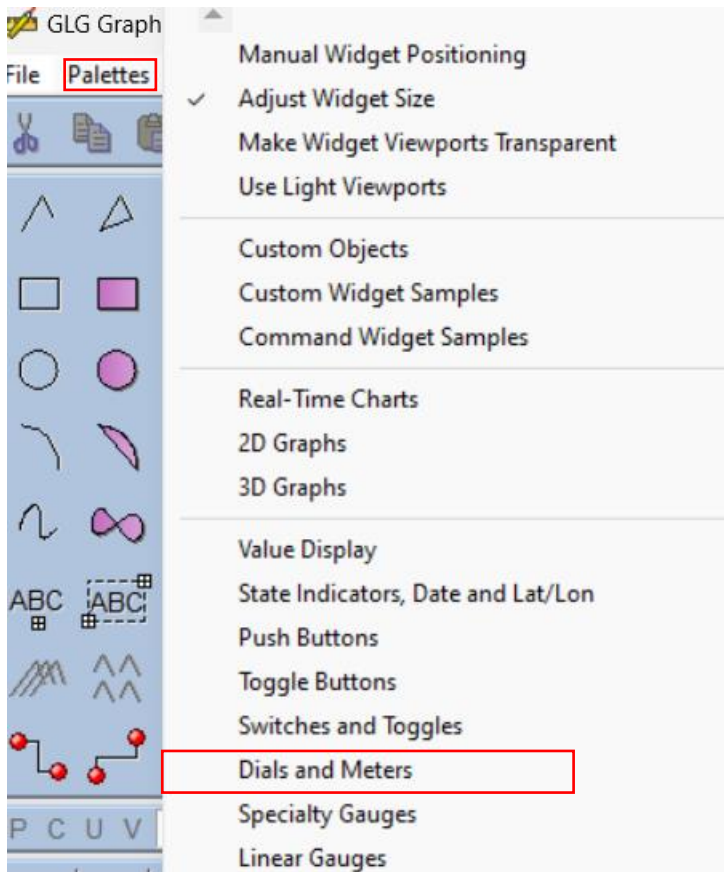 GLG Graph
File Palettes
Manual Widget Positioning
Adjust Widget Size
Make Widget Viewports Transparent
Use Light Viewports
Custom Objects
Custom Widget Samples
Command Widget Samples
Real-Time Charts
2D Graphs
3D Graphs
Value Display
State Indicators, Date and Lat/Lon
Push Buttons
Toggle Buttons
Switches and Toggles
Dials and Meters
Specialty Gauges
Linear Gauges
ABC ABC
P C U V